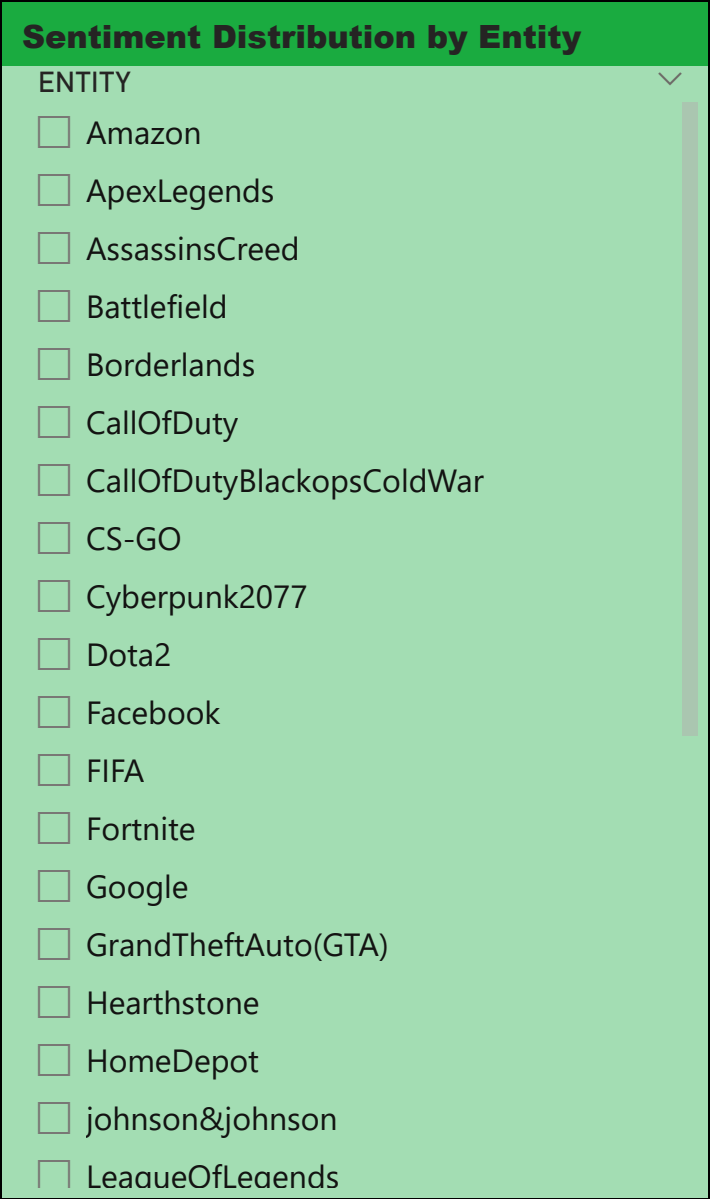 Sentiment Distribution by Entity
ENTITY
Amazon
ApexLegends
AssassinsCreed
Battlefield
Borderlands
CallOfDuty
CallOfDutyBlackopsColdWar
CS-GO
Cyberpunk2077
Dota2
Facebook
FIFA
Fortnite
Google
GrandTheftAuto(GTA)
Hearthstone
HomeDepot
johnson&johnson
LeagueOfLegends